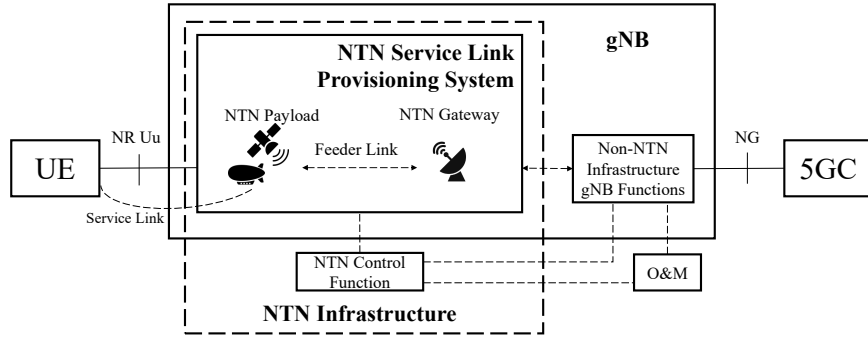 gNB
NTN Service Link
Provisioning System
NTN Payload
NTN Gateway
NR Uu
Feeder Link
Non-NTN
Infrastructure
gNB Functions
NG
UE
5GC
Service Link
NTN Control
Function
O&M
NTN Infrastructure